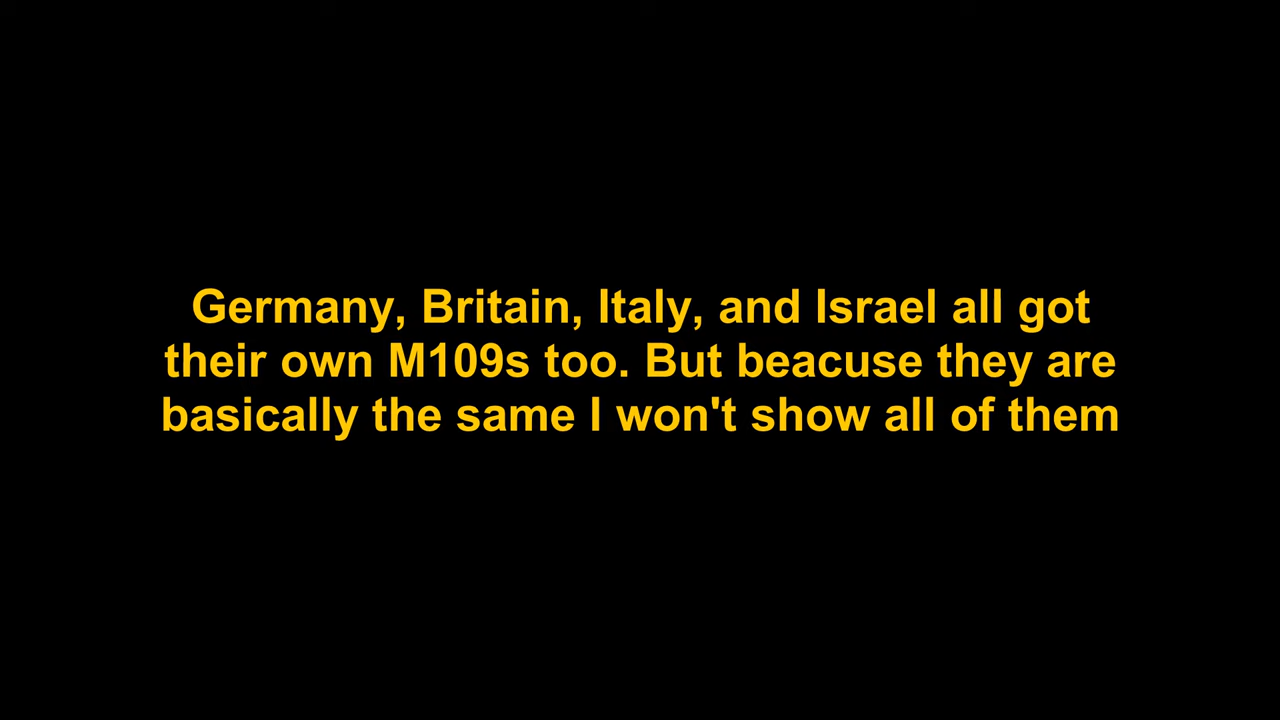 Germany, Britain, Italy, and Israel all got
their own M109s too. But beacuse they are
basically the same I won't show all of them